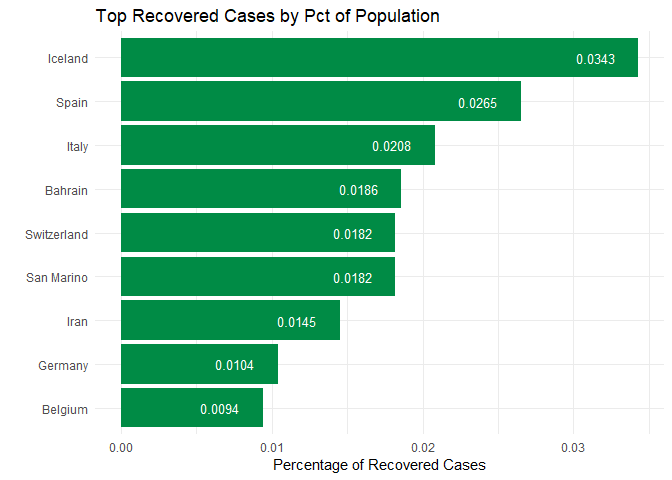 Top Recovered Cases by Pct of Population
Iceland 0.0343
Spain 0.0265
Italy 0.0208
Bahrain 0.0186
Switzerland 0.0182
San Marino 0.0182
Iran 0.0145
Germany 0.0104
Belgium 0.0094
0.00 0.01 0.02 0.03
Percentage of Recovered Cases